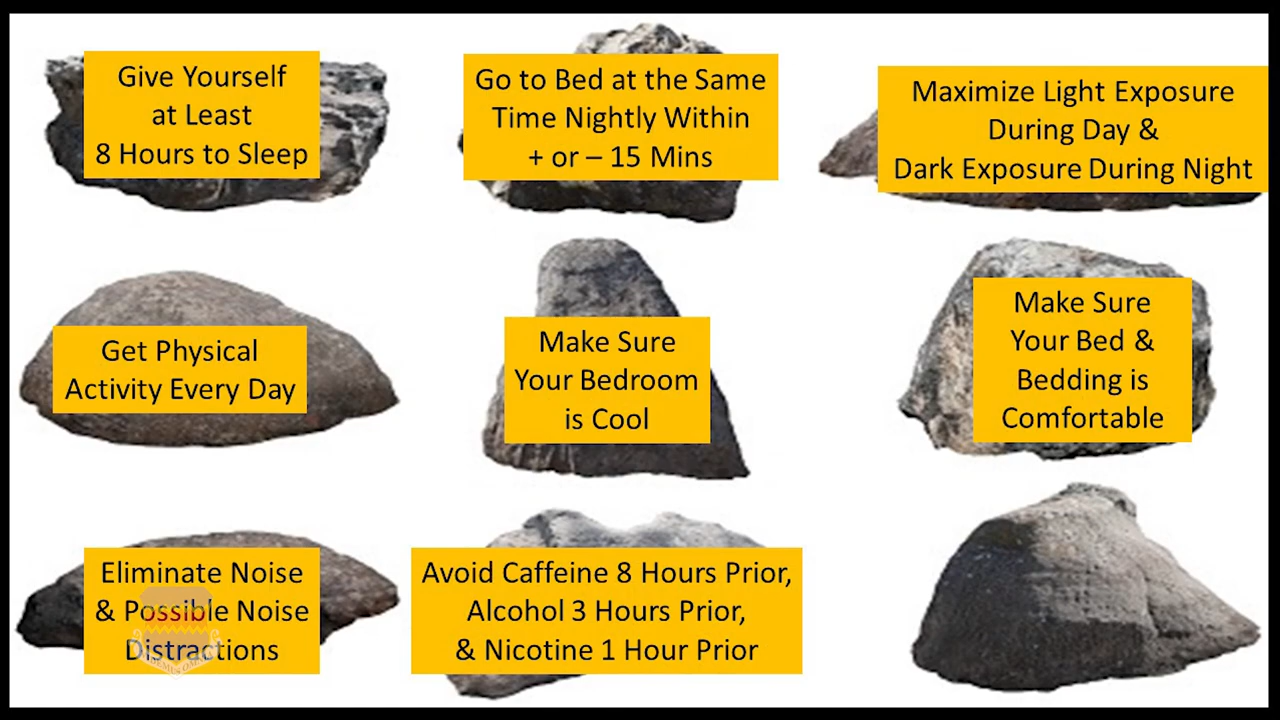 Give Yourself
at Least
8 Hours to Sleep
Go to Bed at the Same
Time Nightly Within
+ or – 15 Mins
Maximize Light Exposure
During Day &
Dark Exposure During Night
Get Physical
Activity Every Day
Make Sure
Your Bedroom
is Cool
Make Sure
Your Bed &
Bedding is
Comfortable
Eliminate Noise
& Possible Noise
Distractions
Avoid Caffeine 8 Hours Prior,
Alcohol 3 Hours Prior,
& Nicotine 1 Hour Prior